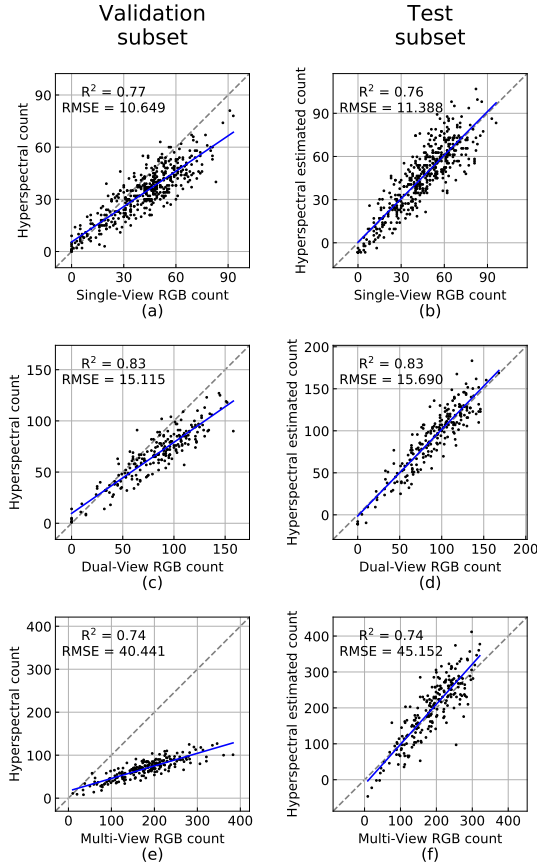 Validation
subset
Test
subset
R² = 0.77
RMSE = 10.649
Hyperspectral count
90
60
30
0
0 30 60 90
Single-View RGB count
(a)
R² = 0.76
RMSE = 11.388
Hyperspectral estimated count
90
60
30
0
0 30 60 90
Single-View RGB count
(b)
R² = 0.83
RMSE = 15.115
Hyperspectral count
150
100
50
0
0 50 100 150
Dual-View RGB count
(c)
R² = 0.83
RMSE = 15.690
Hyperspectral estimated count
200
150
100
50
0
0 50 100 150 200
Dual-View RGB count
(d)
R² = 0.74
RMSE = 40.441
Hyperspectral count
400
300
200
100
0
0 100 200 300 400
Multi-View RGB count
(e)
R² = 0.74
RMSE = 45.152
Hyperspectral estimated count
400
300
200
100
0
0 100 200 300 400
Multi-View RGB count
(f)